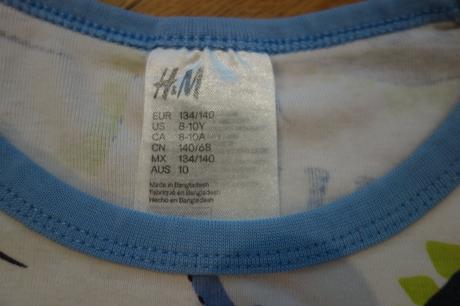 H&M
EUR 134/140
US 8-10Y
CA 8-10A
CN 140/68
MX 134/140
AUS 10
Made in Bangladesh
Fabriqué en Bangladesh
Hecho en Bangladesh